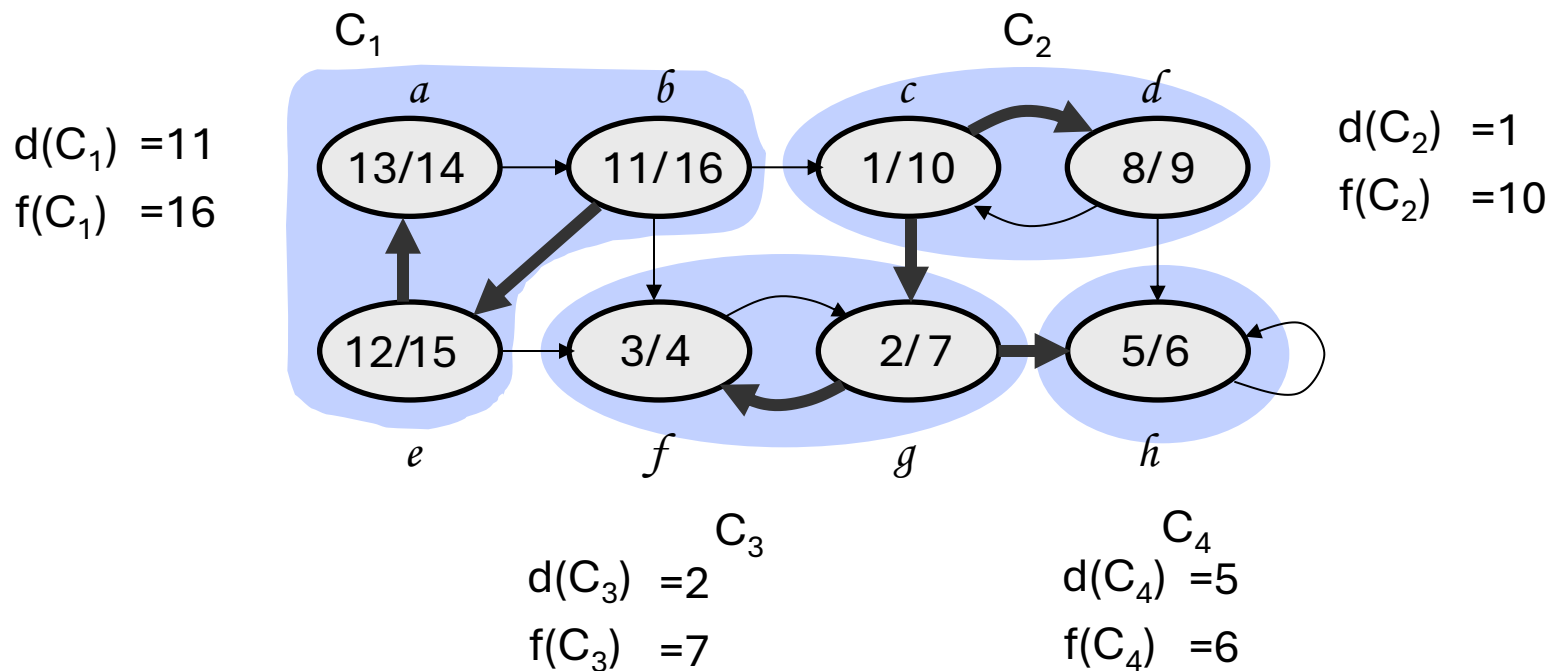 C₁ C₂
a b c d
d(C₁) =11
f(C₁) =16
13/14 11/16 1/10 8/9
d(C₂) =1
f(C₂) =10
12/15 3/4 2/7 5/6
e f g h
C₃ C₄
d(C₃) =2 d(C₄) =5
f(C₃) =7 f(C₄) =6